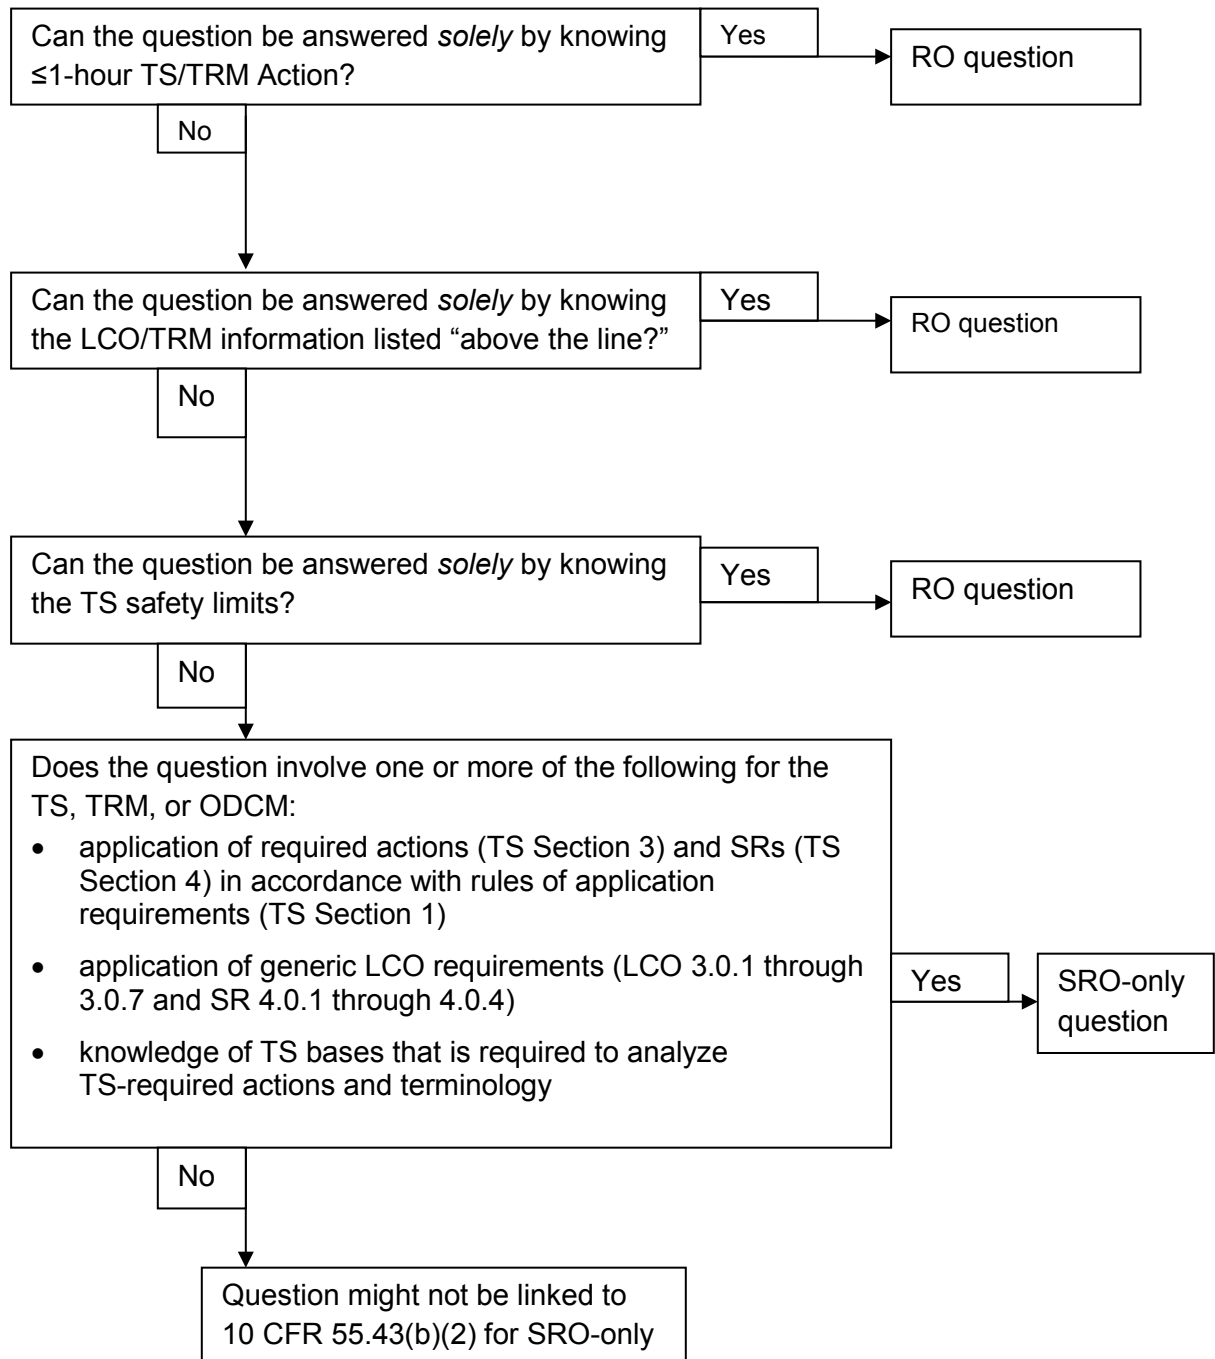 Can the question be answered solely by knowing
≤1-hour TS/TRM Action?
Yes
RO question
No
Can the question be answered solely by knowing
the LCO/TRM information listed “above the line?”
Yes
RO question
No
Can the question be answered solely by knowing
the TS safety limits?
Yes
RO question
No
Does the question involve one or more of the following for the
TS, TRM, or ODCM:
• application of required actions (TS Section 3) and SRs (TS
Section 4) in accordance with rules of application
requirements (TS Section 1)
• application of generic LCO requirements (LCO 3.0.1 through
3.0.7 and SR 4.0.1 through 4.0.4)
• knowledge of TS bases that is required to analyze
TS-required actions and terminology
Yes
SRO-only
question
No
Question might not be linked to
10 CFR 55.43(b)(2) for SRO-only